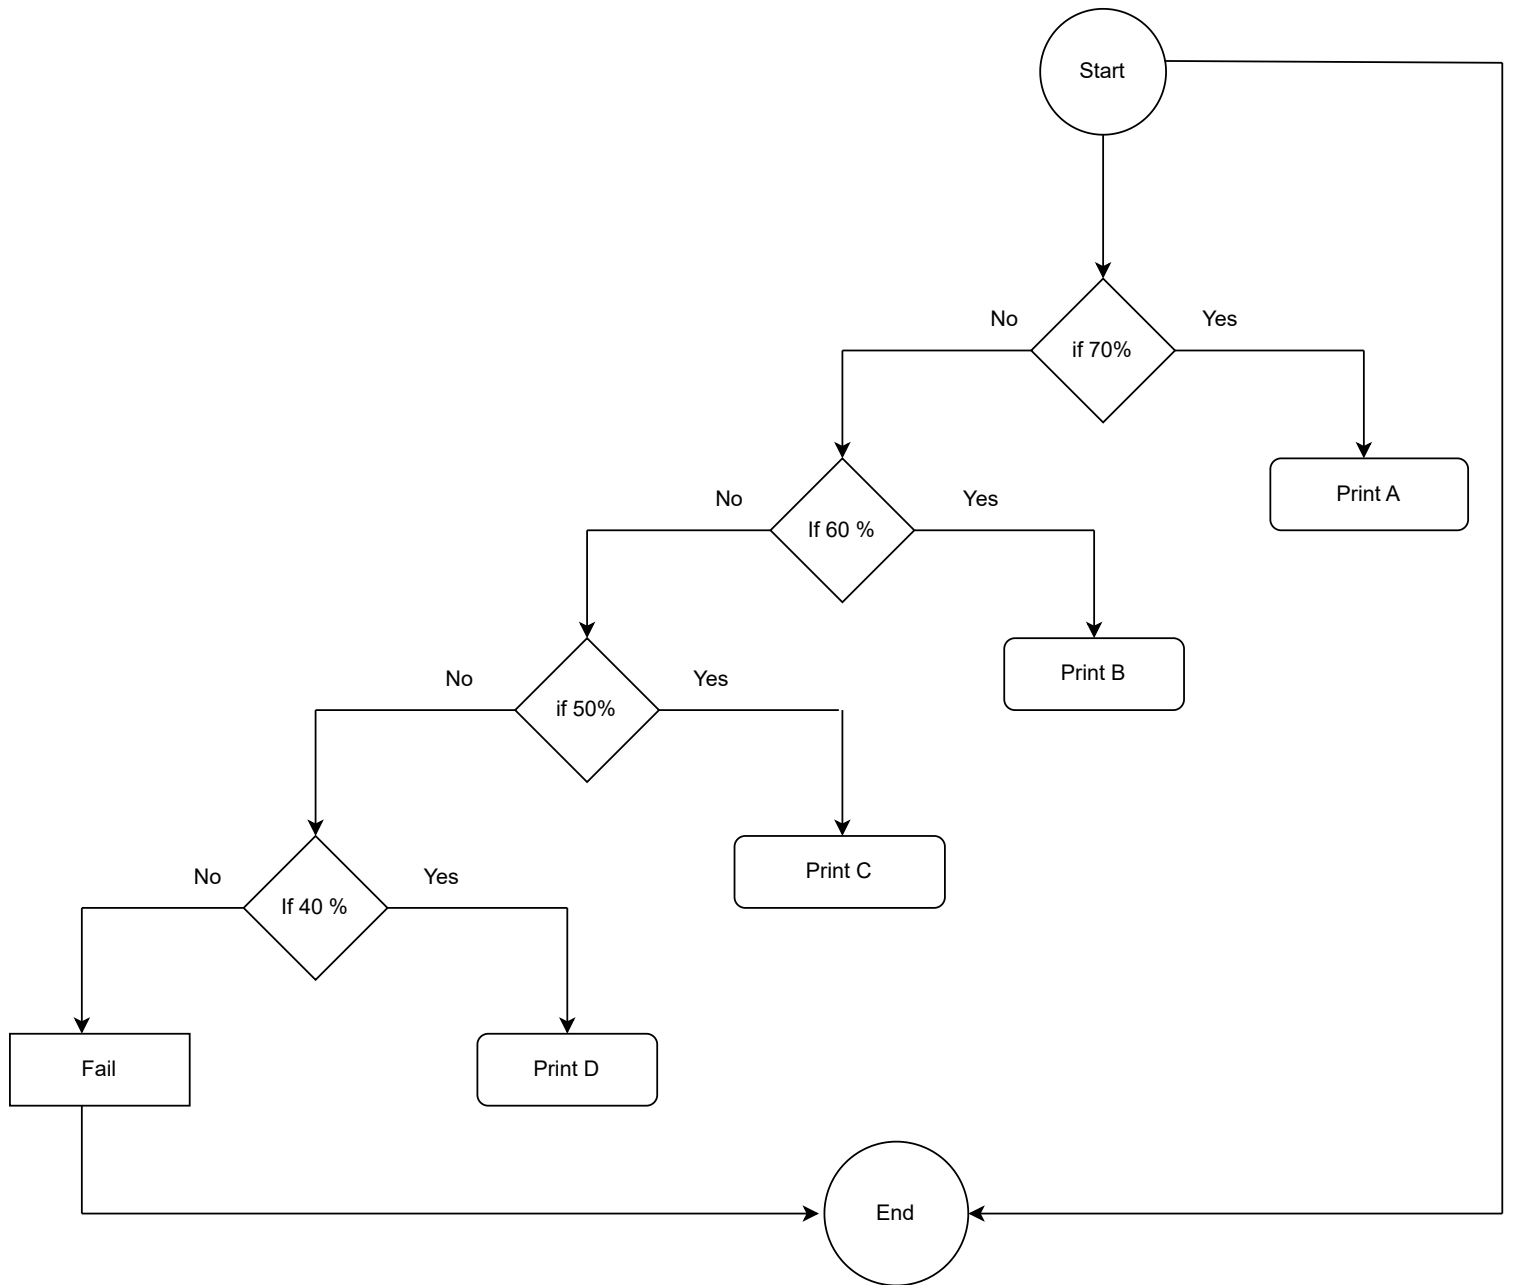 Start
No
Yes
if 70%
Print A
No
Yes
If 60 %
Print B
No
Yes
if 50%
Print C
No
Yes
If 40 %
Fail
Print D
End